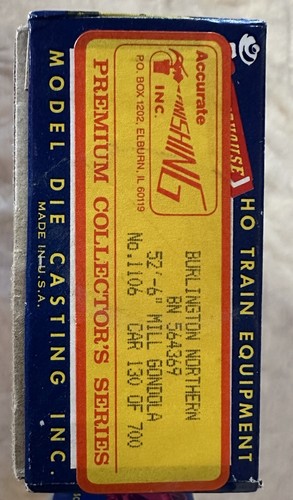 HO TRAIN EQUIPMENT
Accurate
FINISHING
INC.
P.O. BOX 1202, ELBURN, IL 60119
BURLINGTON NORTHERN
BN 564369
52'-6" MILL GONDOLA
No.1106 CAR 130 OF 700
PREMIUM COLLECTOR'S SERIES
MODEL DIE CASTING INC.
MADE IN U.S.A.